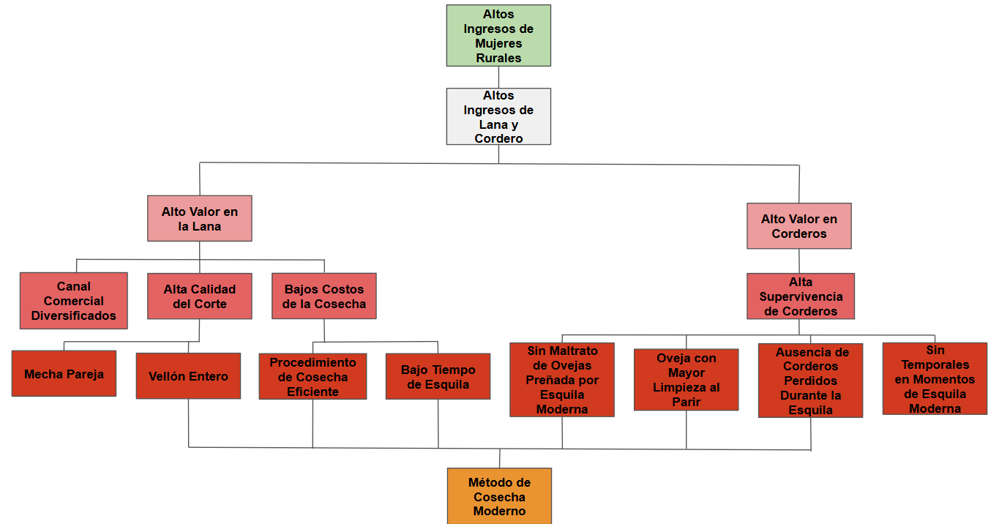 Altos
Ingresos de
Mujeres
Rurales
Altos
Ingresos de
Lana y
Cordero
Alto Valor en
la Lana
Alto Valor en
Corderos
Canal
Comercial
Diversificados
Alta Calidad
del Corte
Bajos Costos
de la Cosecha
Alta
Supervivencia
de Corderos
Mecha Pareja
Vellón Entero
Procedimiento
de Cosecha
Eficiente
Bajo Tiempo
de Esquila
Sin Maltrato
de Ovejas
Preñada por
Esquila
Moderna
Oveja con
Mayor
Limpieza al
Parir
Ausencia de
Corderos
Perdidos
Durante la
Esquila
Sin
Temporales
en Momentos
de Esquila
Moderna
Método de
Cosecha
Moderno